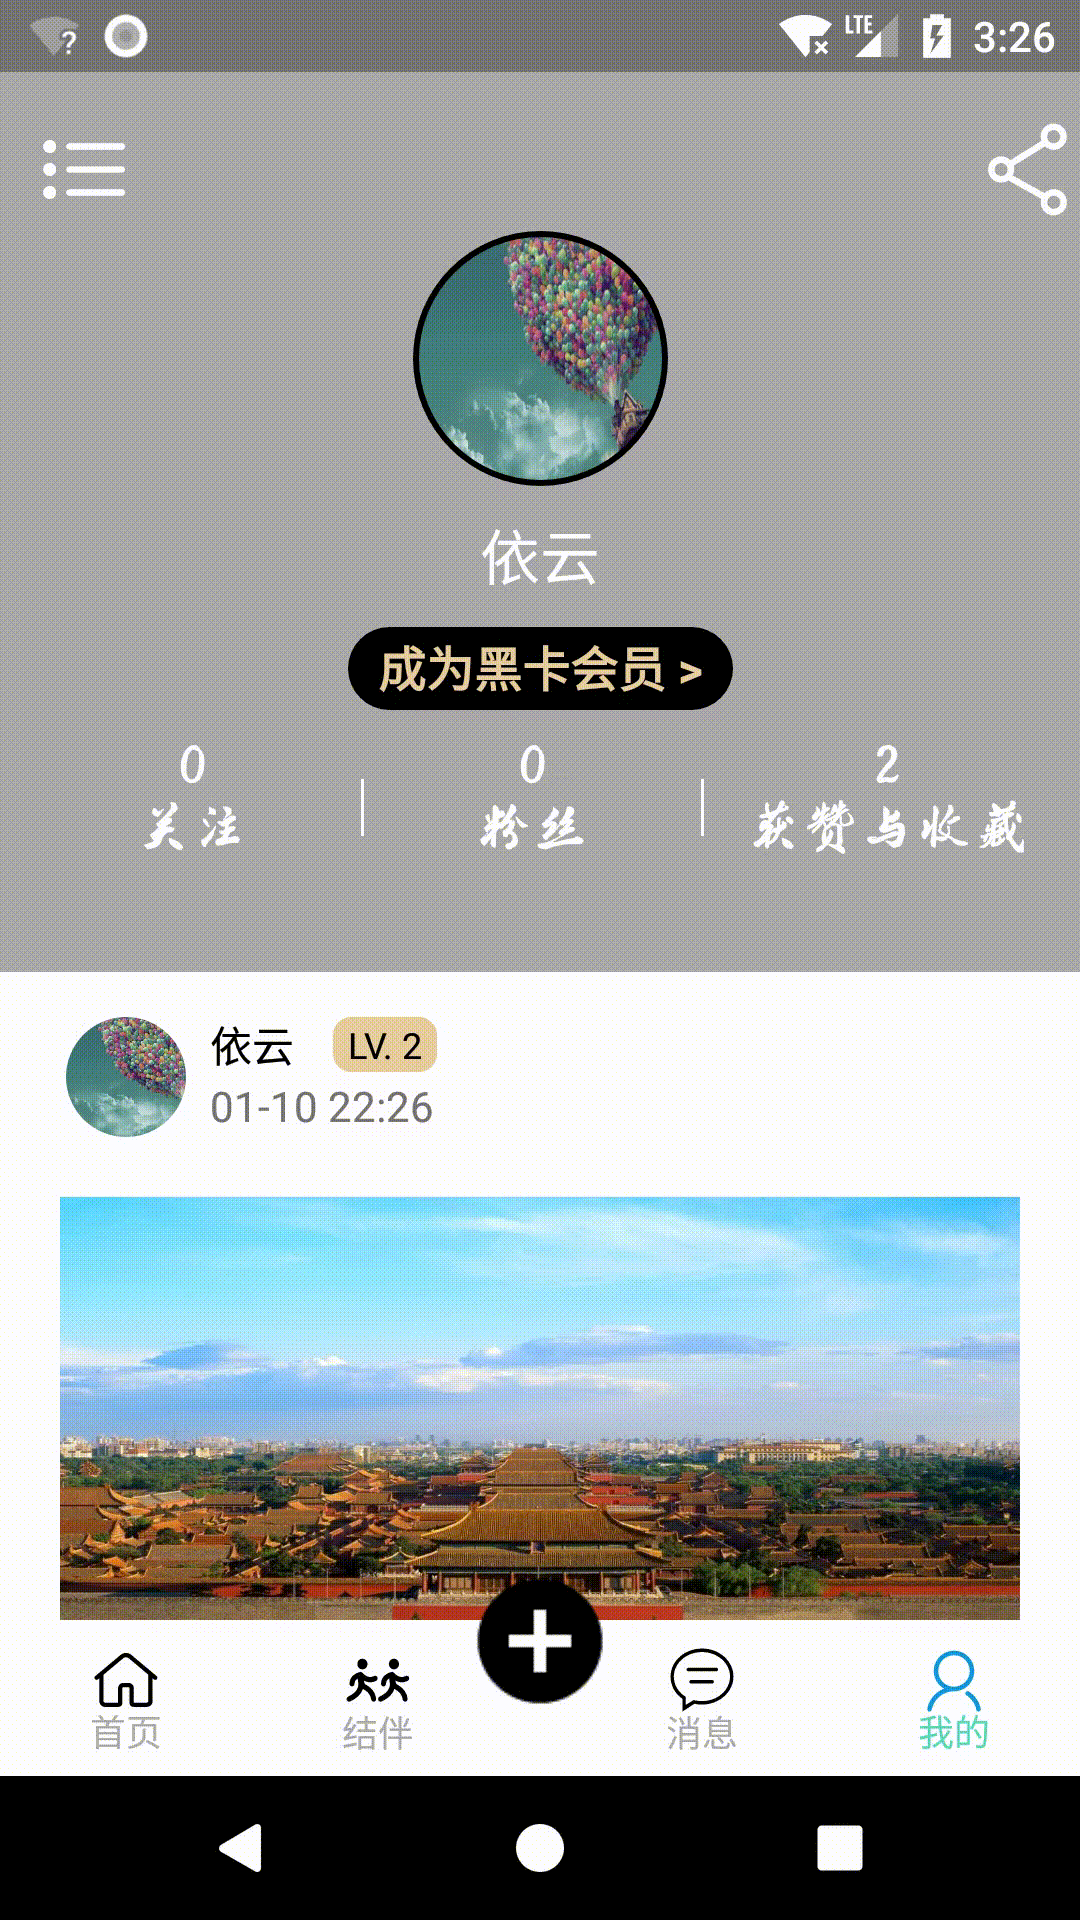 LTE 3:26
依云
成为黑卡会员 >
0 0 2
关注 粉丝 获赞与收藏
依云 LV. 2
01-10 22:26
首页 结伴 消息 我的